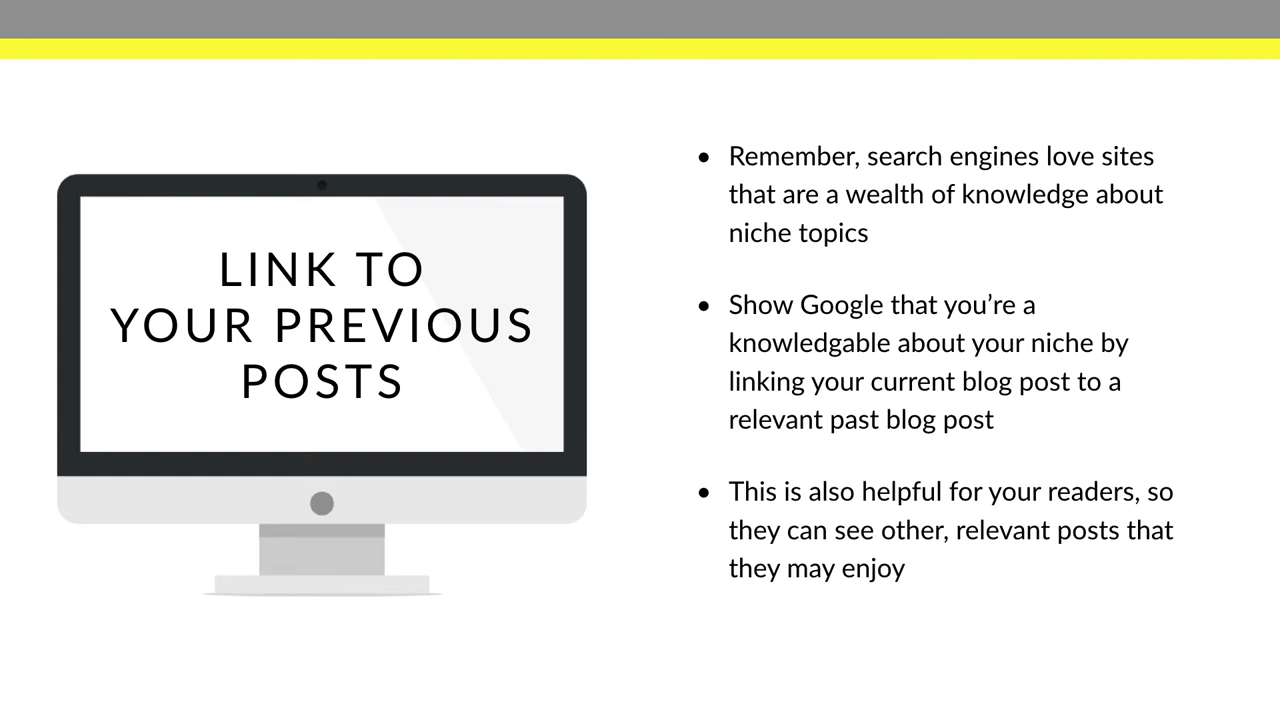 LINK TO
YOUR PREVIOUS
POSTS
• Remember, search engines love sites
that are a wealth of knowledge about
niche topics
• Show Google that you’re a
knowledgable about your niche by
linking your current blog post to a
relevant past blog post
• This is also helpful for your readers, so
they can see other, relevant posts that
they may enjoy